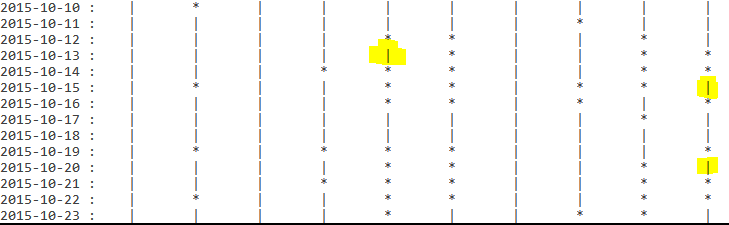 2015-10-10 : | * | | | | | | | |
2015-10-11 : | | | | | | | * | |
2015-10-12 : | | | | * * | | * |
2015-10-13 : | | | | | * | | * *
2015-10-14 : | | | * * * | | * *
2015-10-15 : | * | | * * | * * |
2015-10-16 : | | | | * * | * | *
2015-10-17 : | | | | | | | | * |
2015-10-18 : | | | | | | | | | |
2015-10-19 : | * | * * * | | | *
2015-10-20 : | | | | * * | | * |
2015-10-21 : | | | * * * | | * *
2015-10-22 : | * | | * * | | * *
2015-10-23 : | | | | * | | * * |